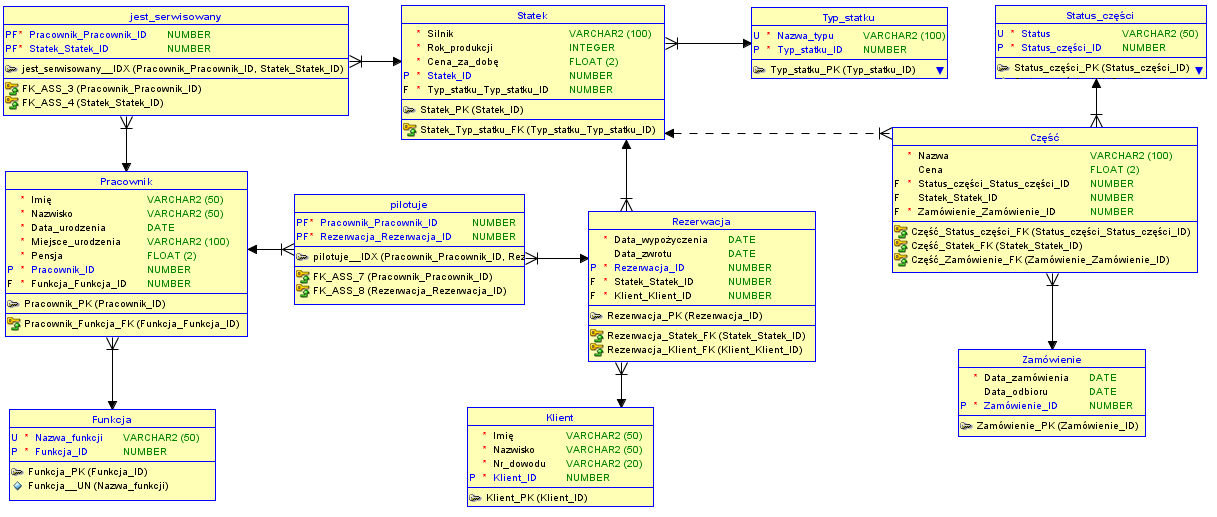 jest_serwisowany
PF* Pracownik_Pracownik_ID NUMBER
PF* Statek_Statek_ID NUMBER
jest_serwisowany__IDX (Pracownik_Pracownik_ID, Statek_Statek_ID)
FK_ASS_3 (Pracownik_Pracownik_ID)
FK_ASS_4 (Statek_Statek_ID)
Statek
* Silnik VARCHAR2 (100)
* Rok_produkcji INTEGER
* Cena_za_dobę FLOAT (2)
P * Statek_ID NUMBER
F * Typ_statku_Typ_statku_ID NUMBER
Statek_PK (Statek_ID)
Statek_Typ_statku_FK (Typ_statku_Typ_statku_ID)
Typ_statku
U * Nazwa_typu VARCHAR2 (100)
P * Typ_statku_ID NUMBER
Typ_statku_PK (Typ_statku_ID)
Status_części
U * Status VARCHAR2 (50)
P * Status_części_ID NUMBER
Status_części_PK (Status_części_ID)
Część
* Nazwa VARCHAR2 (100)
Cena FLOAT (2)
F * Status_części_Status_części_ID NUMBER
F Statek_Statek_ID NUMBER
F * Zamówienie_Zamówienie_ID NUMBER
Część_Status_części_FK (Status_części_Status_części_ID)
Część_Statek_FK (Statek_Statek_ID)
Część_Zamówienie_FK (Zamówienie_Zamówienie_ID)
Pracownik
* Imię VARCHAR2 (50)
* Nazwisko VARCHAR2 (50)
* Data_urodzenia DATE
* Miejsce_urodzenia VARCHAR2 (100)
* Pensja FLOAT (2)
P * Pracownik_ID NUMBER
F * Funkcja_Funkcja_ID NUMBER
Pracownik_PK (Pracownik_ID)
Pracownik_Funkcja_FK (Funkcja_Funkcja_ID)
pilotuje
PF* Pracownik_Pracownik_ID NUMBER
PF* Rezerwacja_Rezerwacja_ID NUMBER
pilotuje__IDX (Pracownik_Pracownik_ID, Rez
FK_ASS_7 (Pracownik_Pracownik_ID)
FK_ASS_8 (Rezerwacja_Rezerwacja_ID)
Rezerwacja
* Data_wypożyczenia DATE
Data_zwrotu DATE
P * Rezerwacja_ID NUMBER
F * Statek_Statek_ID NUMBER
F * Klient_Klient_ID NUMBER
Rezerwacja_PK (Rezerwacja_ID)
Rezerwacja_Statek_FK (Statek_Statek_ID)
Rezerwacja_Klient_FK (Klient_Klient_ID)
Zamówienie
* Data_zamówienia DATE
Data_odbioru DATE
P * Zamówienie_ID NUMBER
Zamówienie_PK (Zamówienie_ID)
Funkcja
U * Nazwa_funkcji VARCHAR2 (50)
P * Funkcja_ID NUMBER
Funkcja_PK (Funkcja_ID)
Funkcja__UN (Nazwa_funkcji)
Klient
* Imię VARCHAR2 (50)
* Nazwisko VARCHAR2 (50)
* Nr_dowodu VARCHAR2 (20)
P * Klient_ID NUMBER
Klient_PK (Klient_ID)